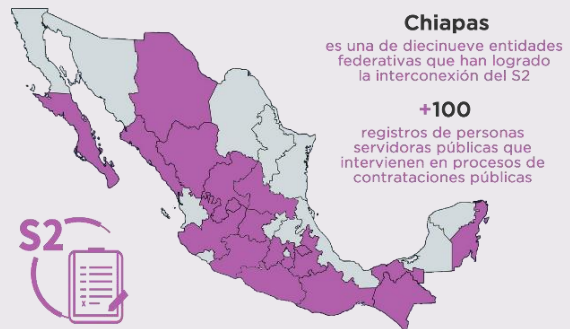 Chiapas
es una de diecinueve entidades
federativas que han logrado
la interconexión del S2
+100
registros de personas
servidoras públicas que
intervienen en procesos de
contrataciones públicas
S2